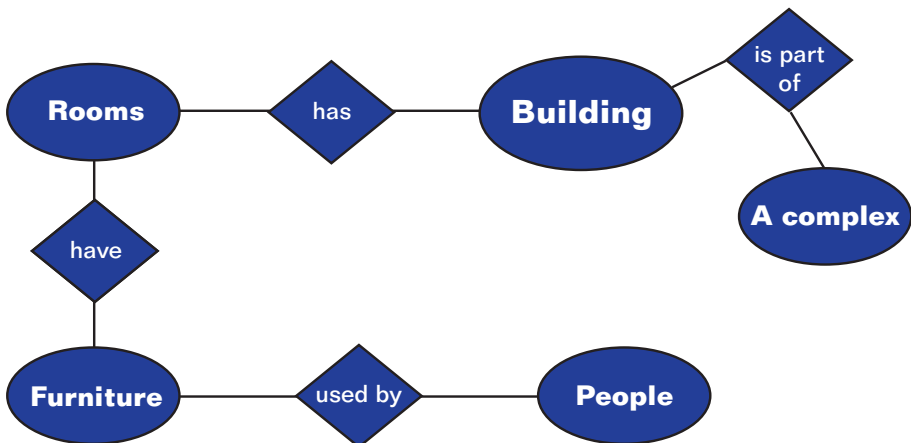 Rooms
has
Building
is part
of
A complex
have
Furniture
used by
People